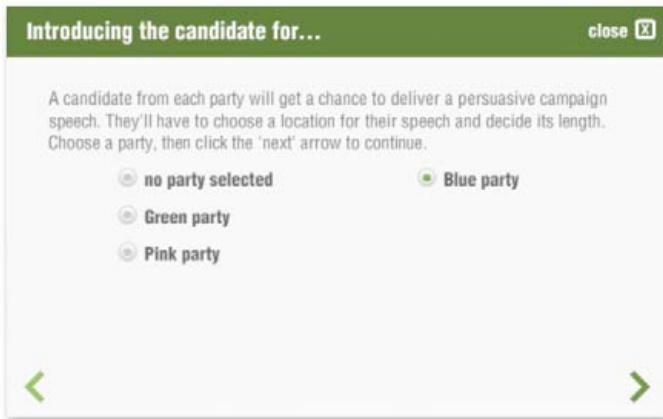 Introducing the candidate for...
close X
A candidate from each party will get a chance to deliver a persuasive campaign
speech. They'll have to choose a location for their speech and decide its length.
Choose a party, then click the 'next' arrow to continue.
no party selected
Blue party
Green party
Pink party